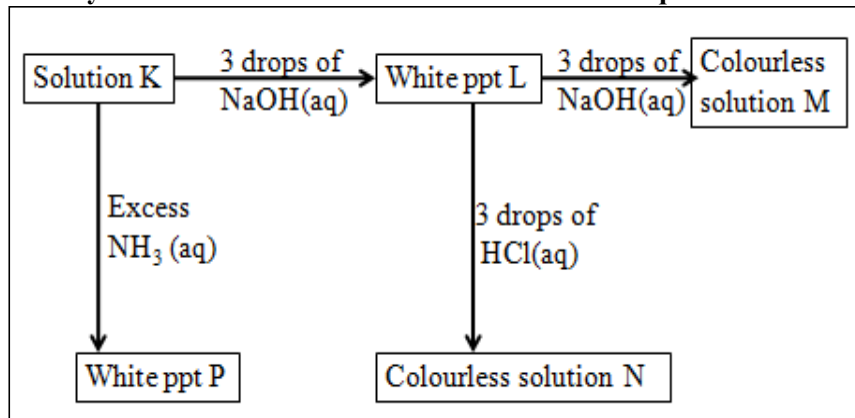 Solution K
3 drops of
NaOH(aq)
White ppt L
3 drops of
NaOH(aq)
Colourless
solution M
Excess
NH₃ (aq)
3 drops of
HCl(aq)
White ppt P
Colourless solution N